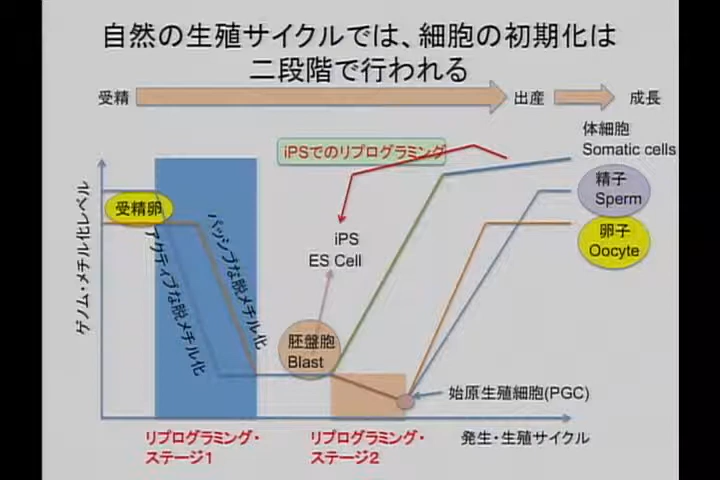 自然の生殖サイクルでは、細胞の初期化は
二段階で行われる
受精
出産
成長
体細胞
Somatic cells
iPSでのリプログラミング
精子
Sperm
受精卵
卵子
Oocyte
ゲノム・メチル化レベル
アクティブな脱メチル化
パッシブな脱メチル化
iPS
ES Cell
胚盤胞
Blast
始原生殖細胞(PGC)
リプログラミング・
ステージ1
リプログラミング・
ステージ2
発生・生殖サイクル